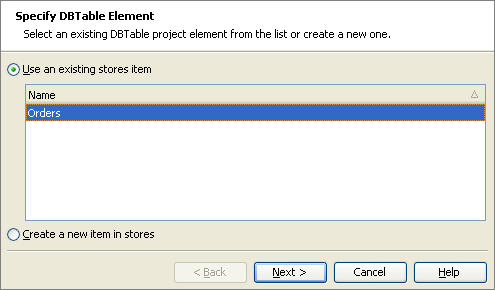 Specify DBTable Element
Select an existing DBTable project element from the list or create a new one.
Use an existing stores item
Name
Orders
Create a new item in stores
< Back Next > Cancel Help